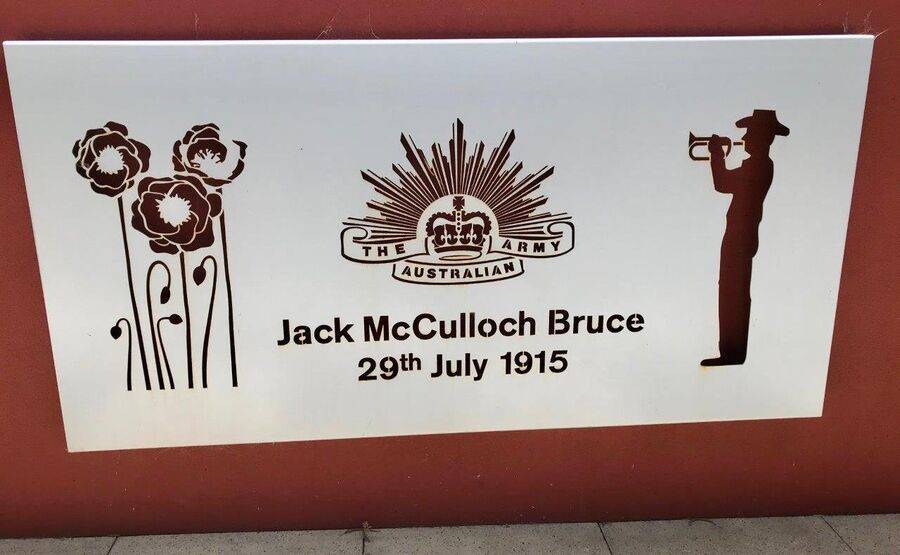 THE ARMY
AUSTRALIAN
Jack McCulloch Bruce
29th July 1915